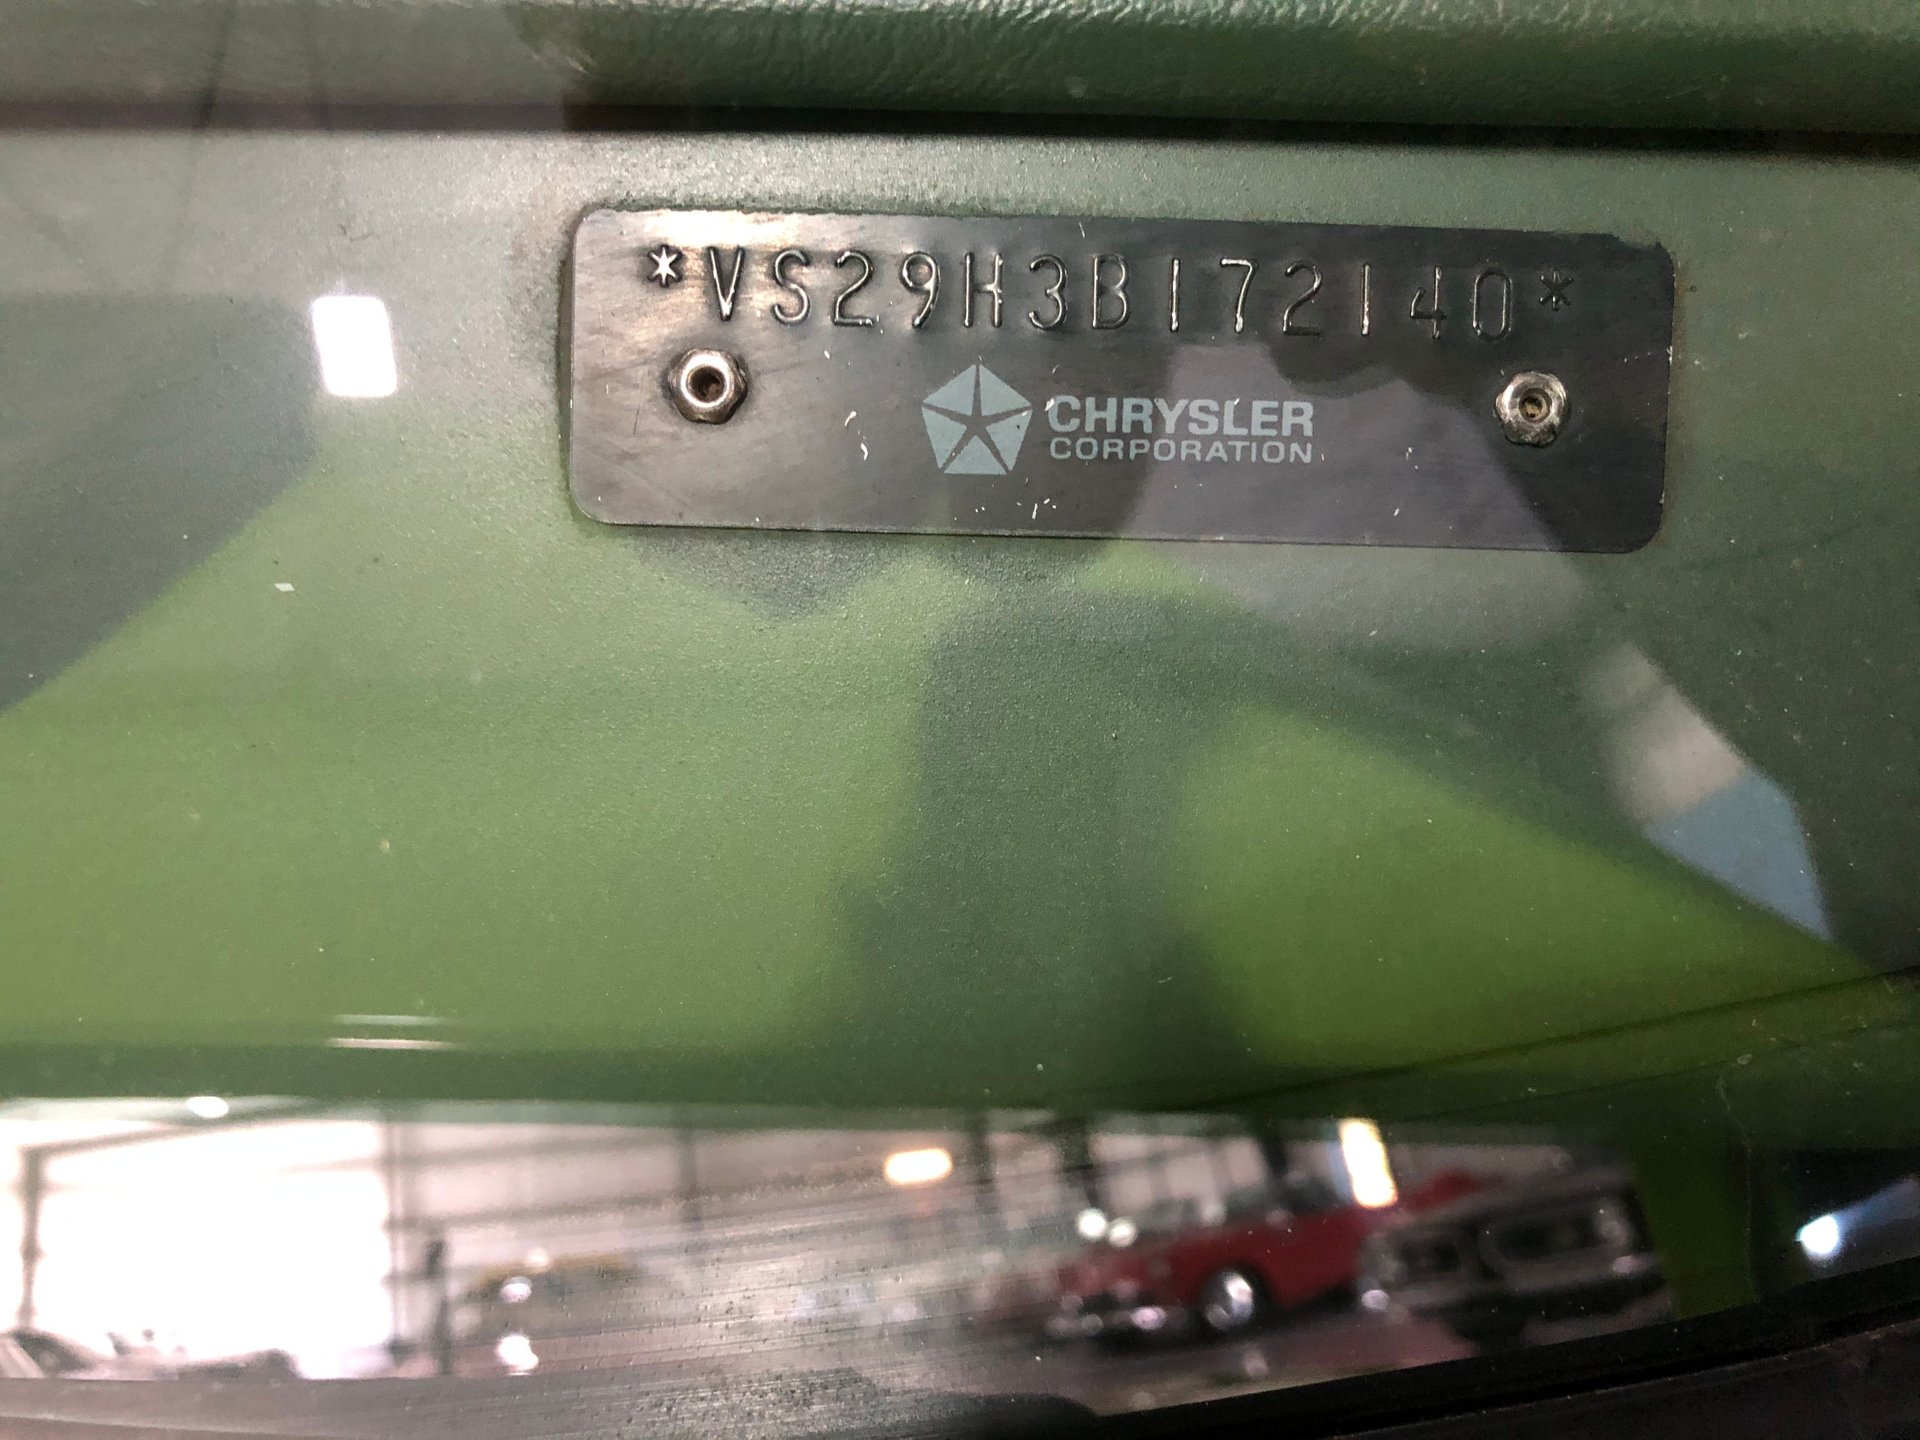 *VS29H3B172140*
CHRYSLER
CORPORATION